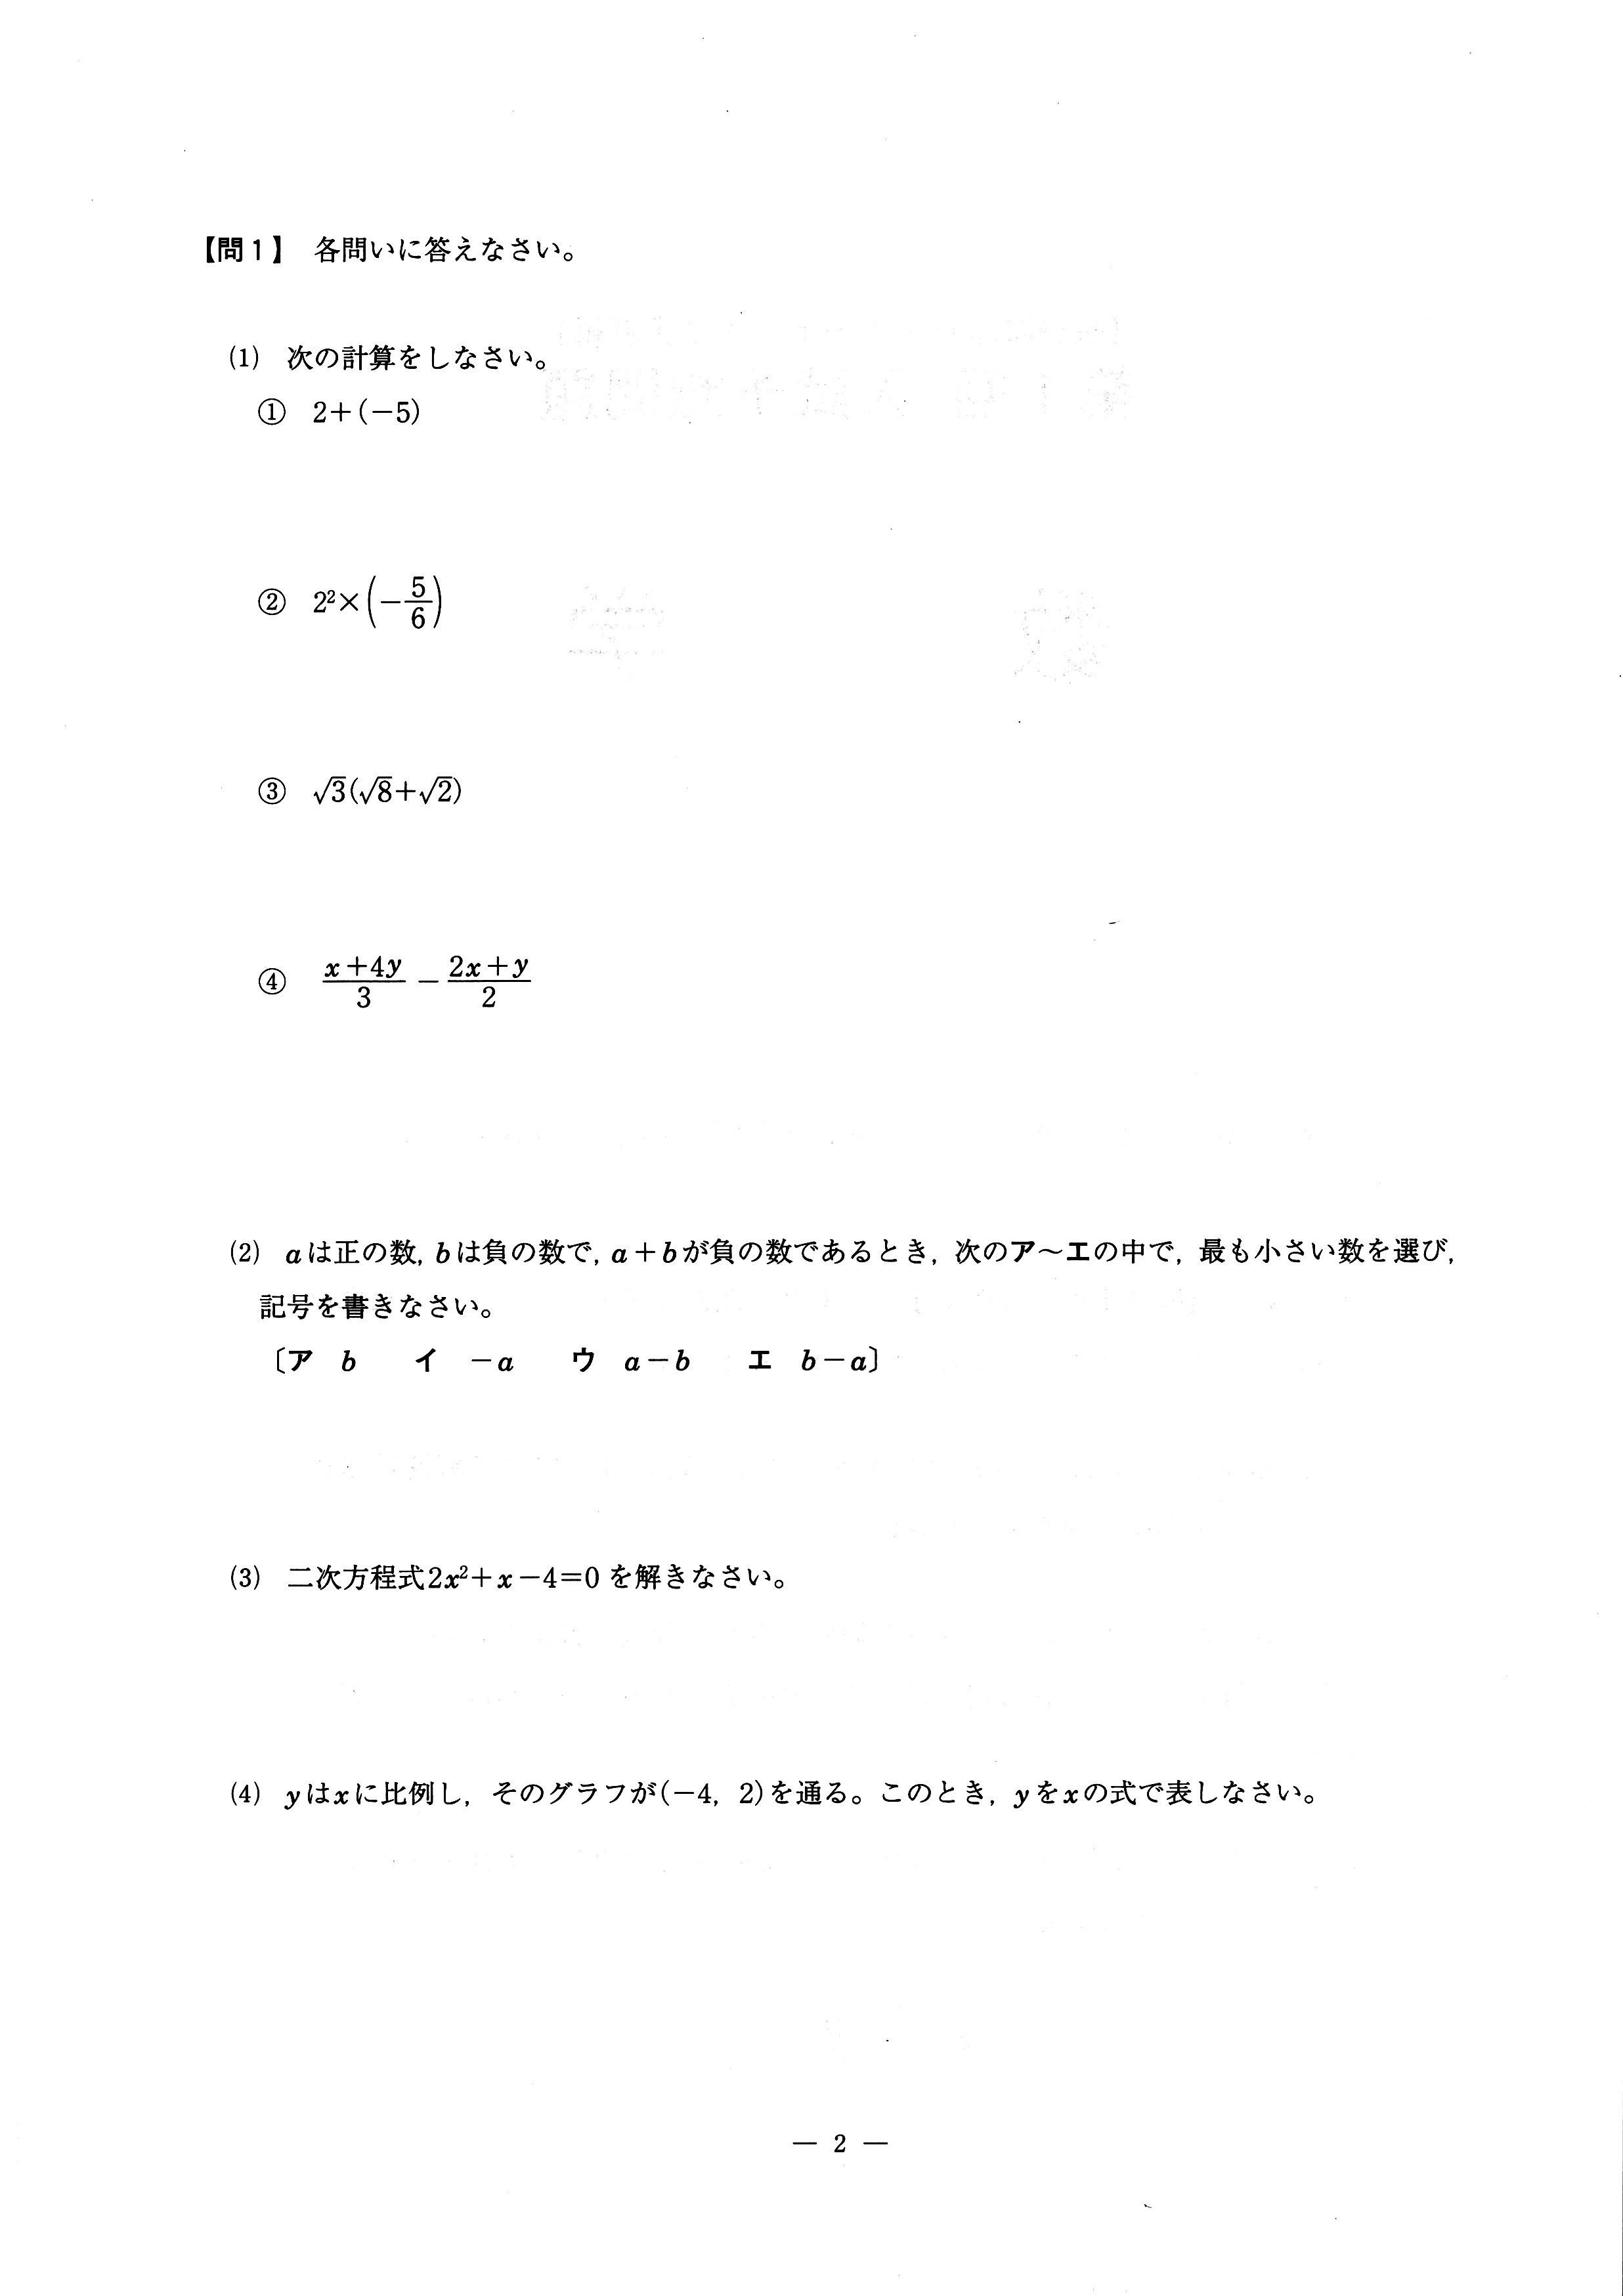 【問1】 各問いに答えなさい。
(1) 次の計算をしなさい。
① 2+(−5)
② 2²×(−5/6)
③ √3(√8+√2)
④ (x+4y)/3 − (2x+y)/2
(2) aは正の数, bは負の数で, a+bが負の数であるとき, 次のア～エの中で, 最も小さい数を選び,
記号を書きなさい。
〔ア b イ −a ウ a−b エ b−a〕
(3) 二次方程式2x²+x−4=0 を解きなさい。
(4) yはxに比例し, そのグラフが(−4, 2)を通る。このとき, yをxの式で表しなさい。
— 2 —